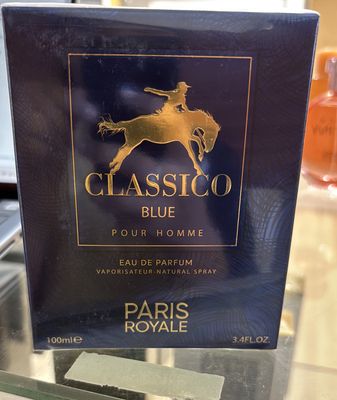 CLASSICO
BLUE
POUR HOMME
EAU DE PARFUM
VAPORISATEUR-NATURAL SPRAY
PARIS
ROYALE
100ml℮ 3.4FL.OZ.